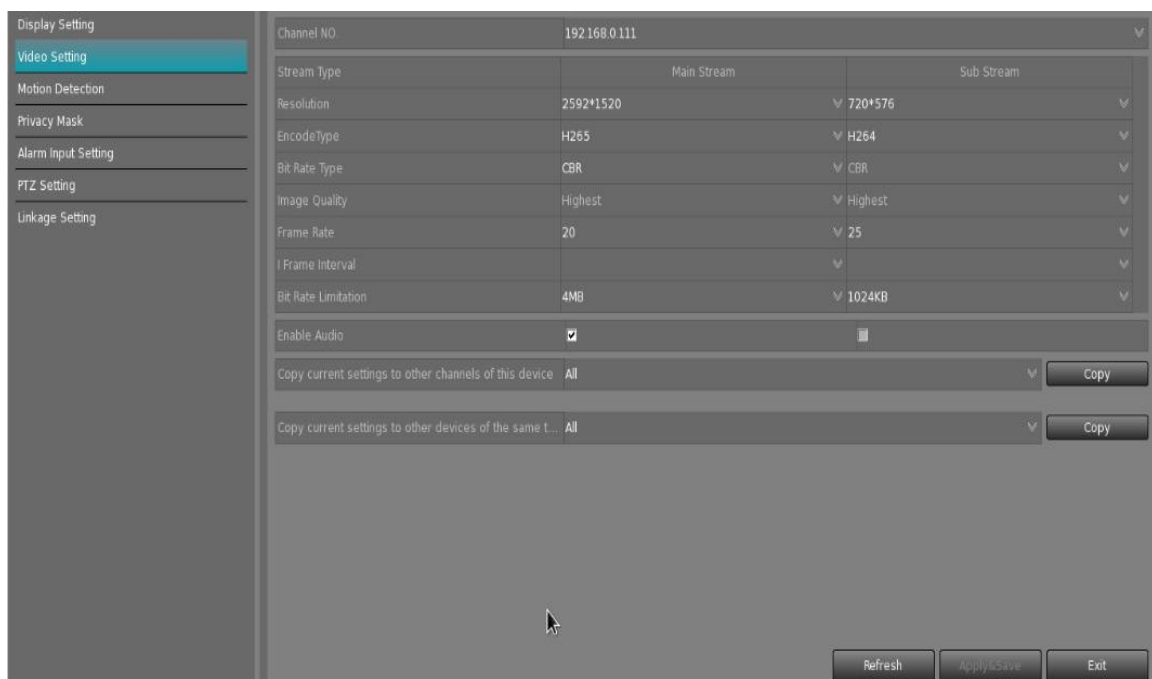 Display Setting
Video Setting
Motion Detection
Privacy Mask
Alarm Input Setting
PTZ Setting
Linkage Setting
Channel NO. 192.168.0.111
Stream Type Main Stream Sub Stream
Resolution 2592*1520 720*576
EncodeType H265 H264
Bit Rate Type CBR CBR
Image Quality Highest Highest
Frame Rate 20 25
I Frame Interval
Bit Rate Limitation 4MB 1024KB
Enable Audio
Copy current settings to other channels of this device All Copy
Copy current settings to other devices of the same t... All Copy
Refresh Apply&Save Exit